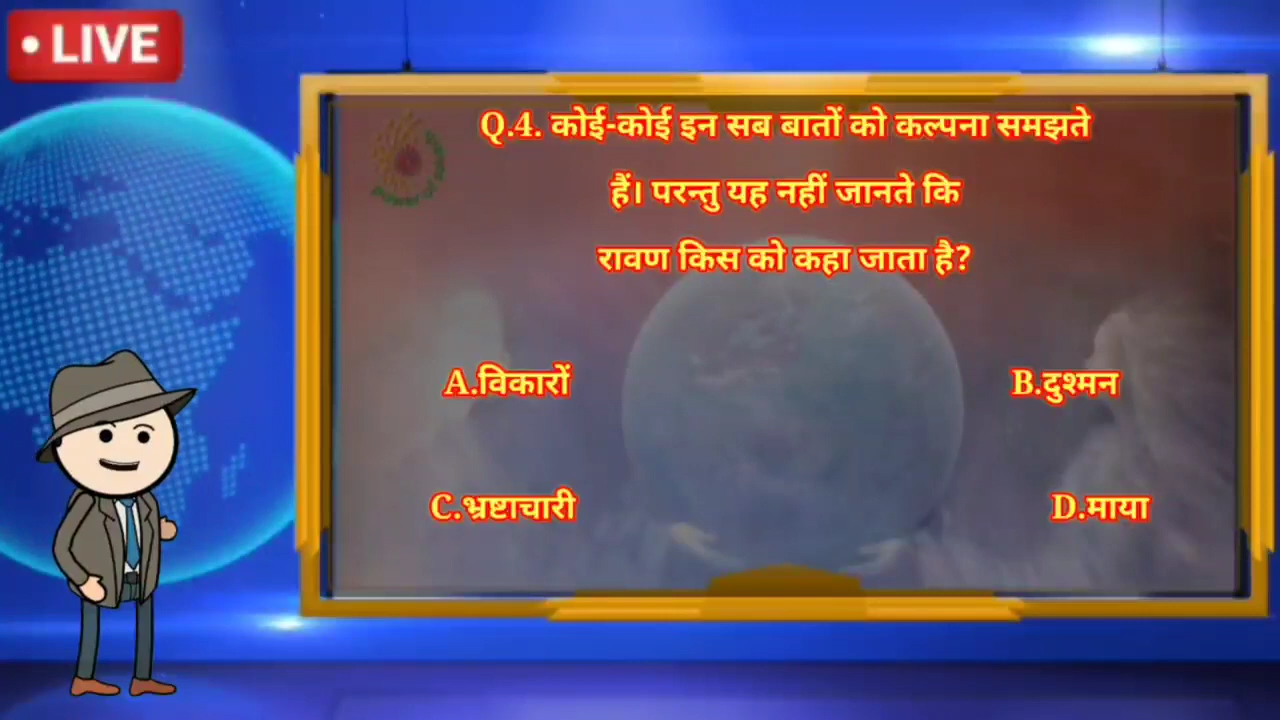 • LIVE
Q.4. कोई-कोई इन सब बातों को कल्पना समझते
हैं। परन्तु यह नहीं जानते कि
रावण किस को कहा जाता है?
A.विकारों
B.दुश्मन
C.भ्रष्टाचारी
D.माया